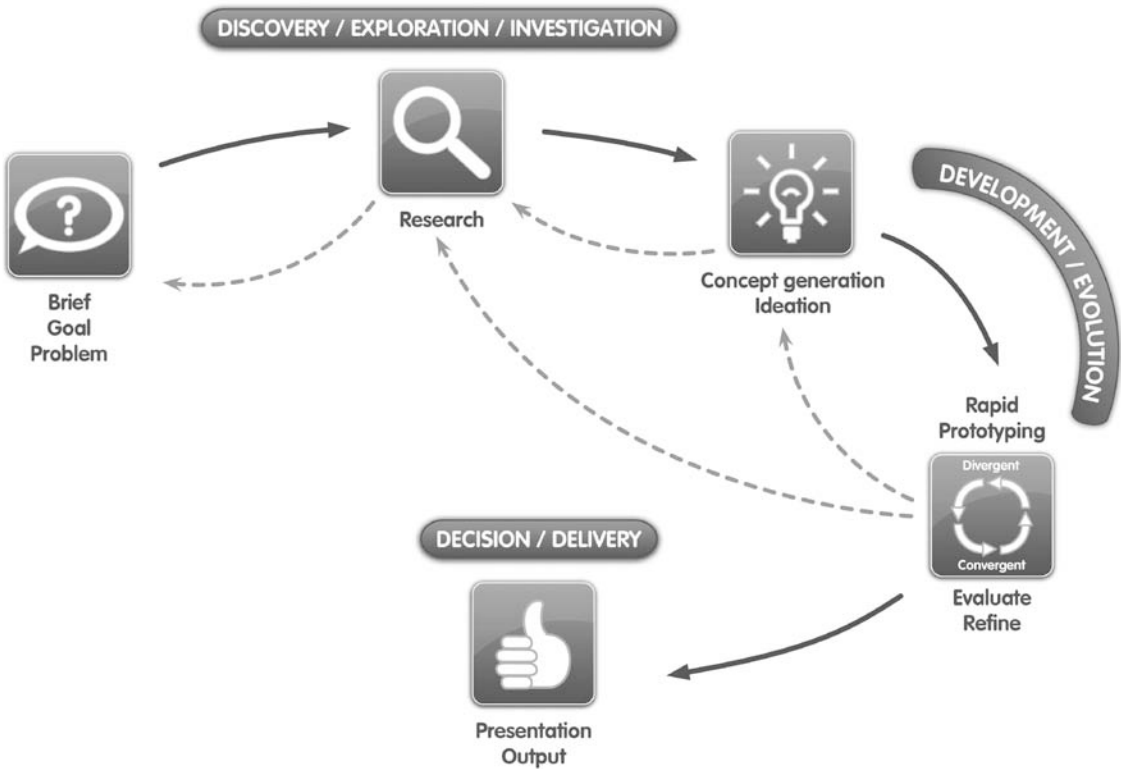 DISCOVERY / EXPLORATION / INVESTIGATION
Research
Brief
Goal
Problem
Concept generation
Ideation
DEVELOPMENT / EVOLUTION
Rapid
Prototyping
Divergent
Convergent
Evaluate
Refine
DECISION / DELIVERY
Presentation
Output
?